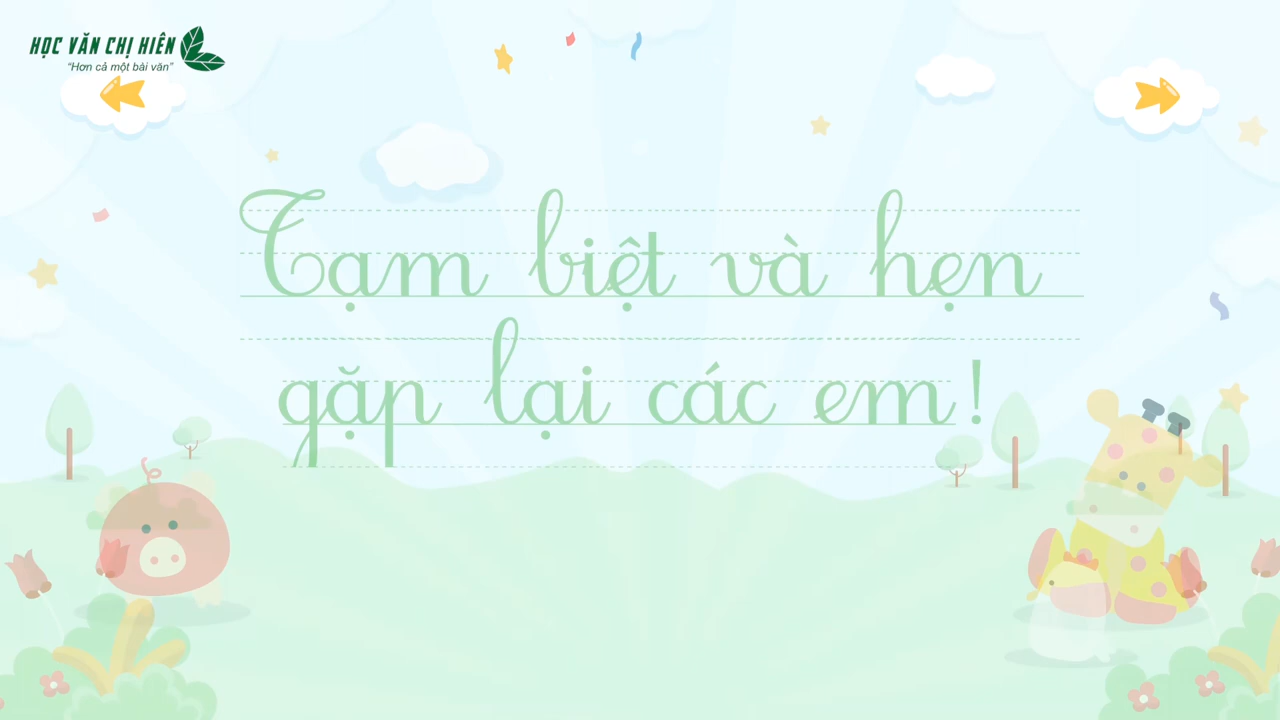 HỌC VĂN CHỊ HIÊN
“Hơn cả một bài văn”
Tạm biệt và hẹn
gặp lại các em!